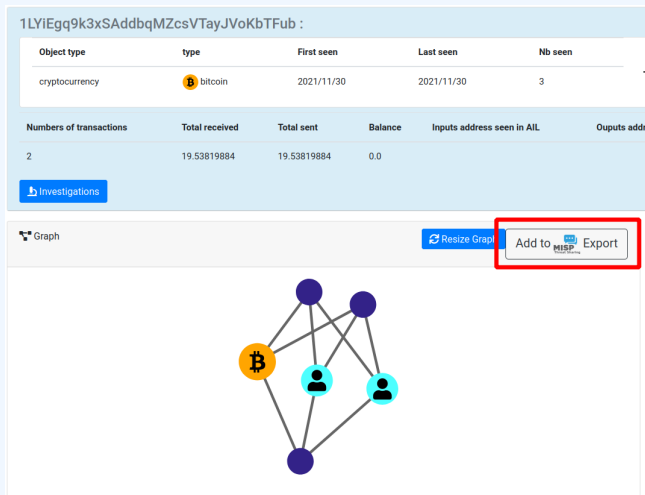 1LYiEgq9k3xSAddbqMZcsVTayJVoKbTFub :
Object type type First seen Last seen Nb seen
cryptocurrency bitcoin 2021/11/30 2021/11/30 3
Numbers of transactions Total received Total sent Balance Inputs address seen in AIL Ouputs addr
2 19.53819884 19.53819884 0.0
Investigations
Graph Resize Graph Add to MISP Threat Sharing Export